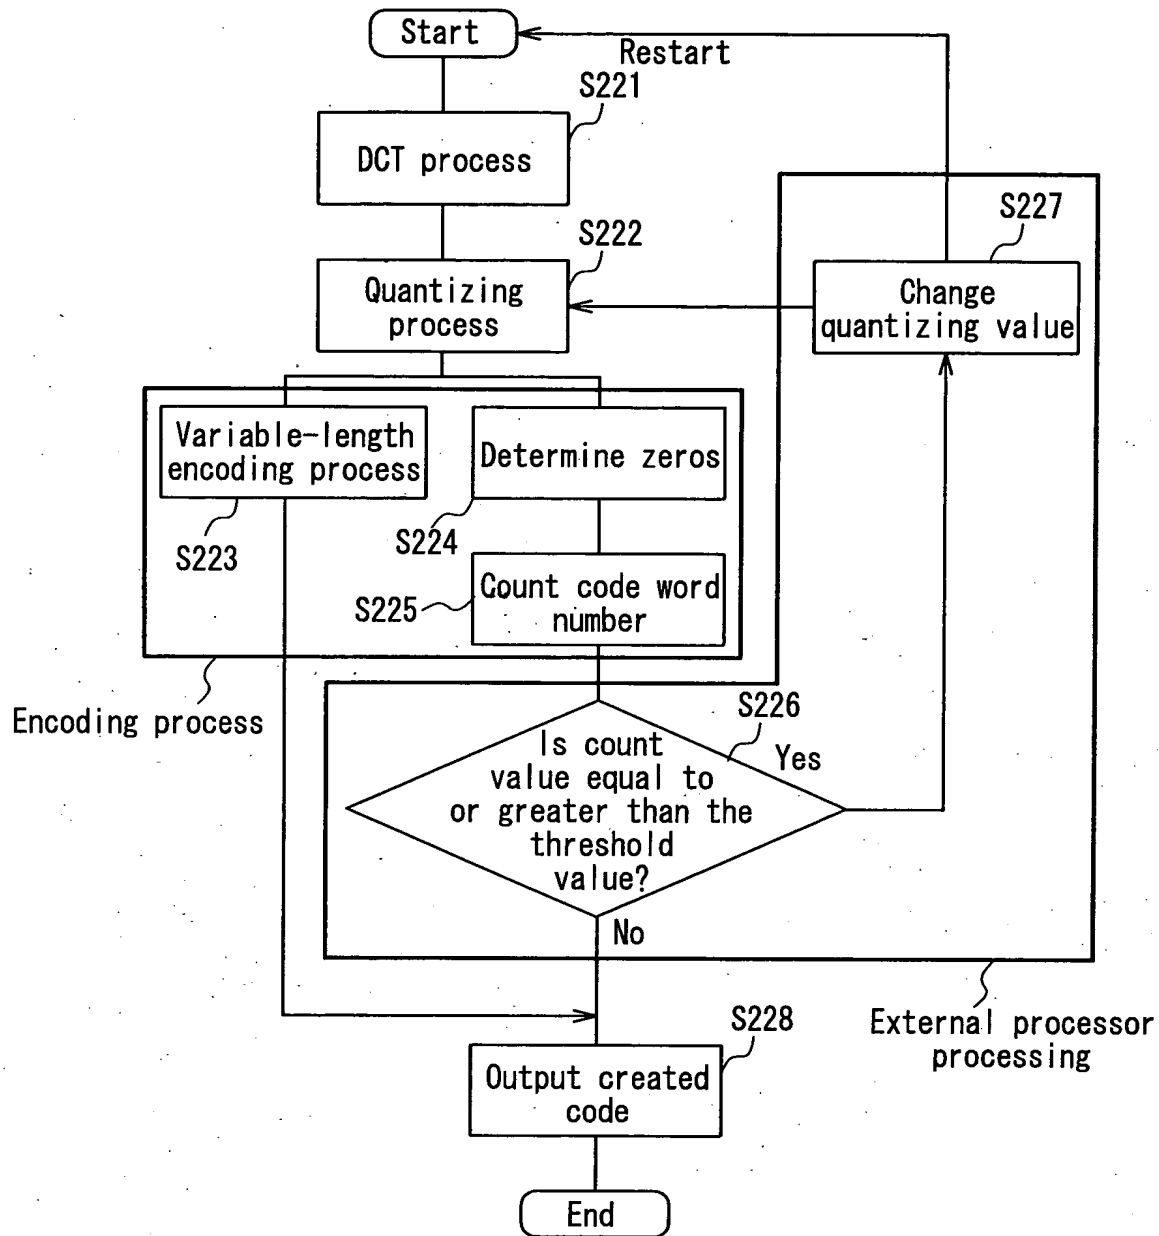 Start
Restart
S221
DCT process
S227
S222
Quantizing
process
Change
quantizing value
Variable-length
encoding process
Determine zeros
S223
S224
Count code word
number
S225
Encoding process
S226
Is count
value equal to
or greater than the
threshold
value?
Yes
No
S228
External processor
processing
Output created
code
End